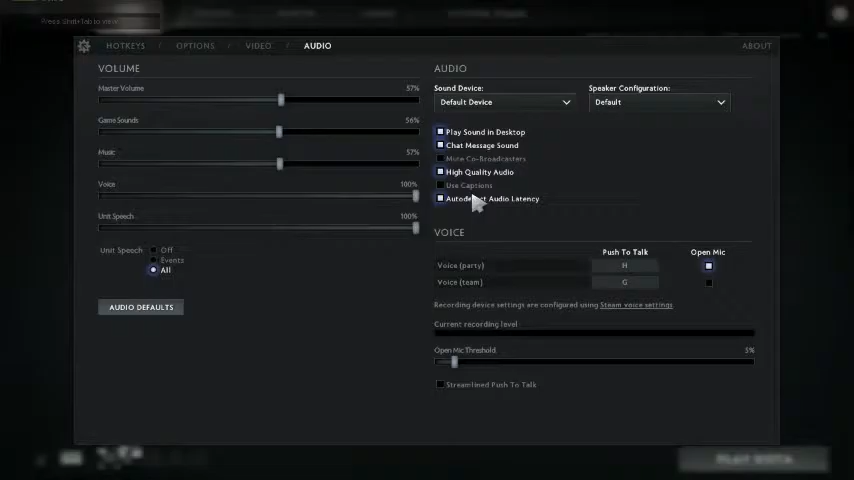 Press Shift+Tab to view
HOTKEYS / OPTIONS / VIDEO / AUDIO
ABOUT
VOLUME
Master Volume 57%
Game Sounds 56%
Music 57%
Voice 100%
Unit Speech 100%
Unit Speech Off
Events
All
AUDIO DEFAULTS
AUDIO
Sound Device: Speaker Configuration:
Default Device Default
Play Sound in Desktop
Chat Message Sound
Mute Co-Broadcasters
High Quality Audio
Use Captions
Autodetect Audio Latency
VOICE
Push To Talk Open Mic
Voice (party) H
Voice (team) G
Recording device settings are configured using Steam voice settings
Current recording level
Open Mic Threshold 5%
Streamlined Push To Talk